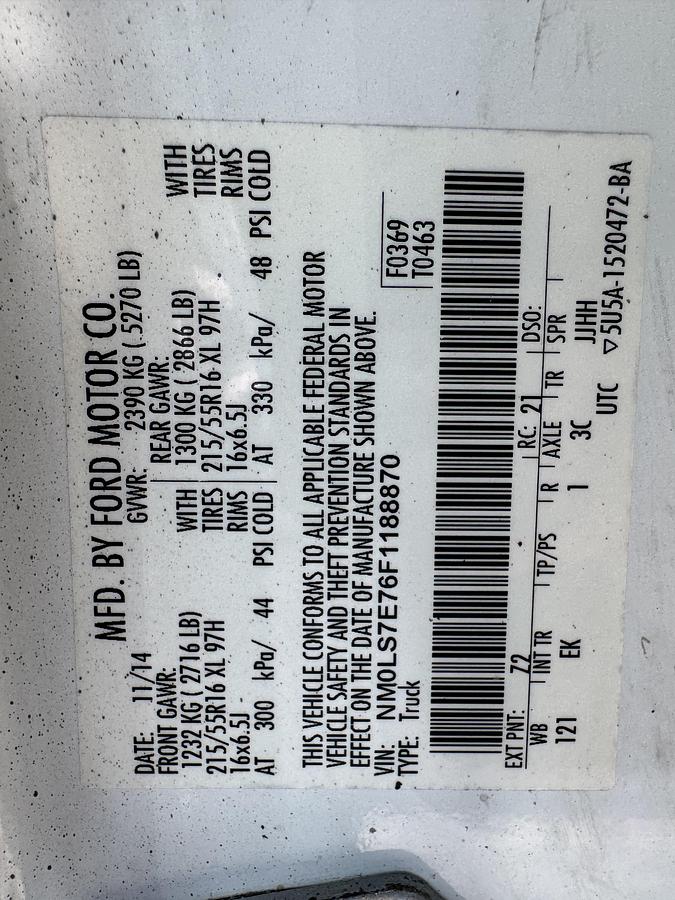 MFD. BY FORD MOTOR CO.
DATE: 11/14 GVWR: 2390 KG ( 5270 LB)
FRONT GAWR: REAR GAWR:
1232 KG ( 2716 LB) WITH 1300 KG ( 2866 LB) WITH
215/55R16 XL 97H TIRES 215/55R16 XL 97H TIRES
16x6.5J RIMS 16x6.5J RIMS
AT 300 kPa/ 44 PSI COLD AT 330 kPa/ 48 PSI COLD
THIS VEHICLE CONFORMS TO ALL APPLICABLE FEDERAL MOTOR
VEHICLE SAFETY AND THEFT PREVENTION STANDARDS IN
EFFECT ON THE DATE OF MANUFACTURE SHOWN ABOVE.
VIN: NM0LS7E76F1188870 F0369
TYPE: Truck T0463
EXT PNT: Z2 RC: 21 DSO:
WB INT TR TP/PS R AXLE TR SPR
121 EK 1 3C JJHH
UTC ▽5U5A-1520472-BA